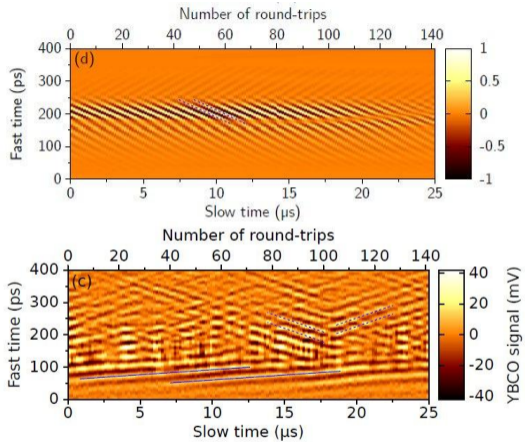 Number of round-trips
0 20 40 60 80 100 120 140
(d)
Fast time (ps)
400
300
200
100
0
0 5 10 15 20 25
Slow time (μs)
1
0.5
0
-0.5
-1
Number of round-trips
0 20 40 60 80 100 120 140
(c)
Fast time (ps)
400
300
200
100
0
0 5 10 15 20 25
Slow time (μs)
40
20
0
-20
-40
YBCO signal (mV)